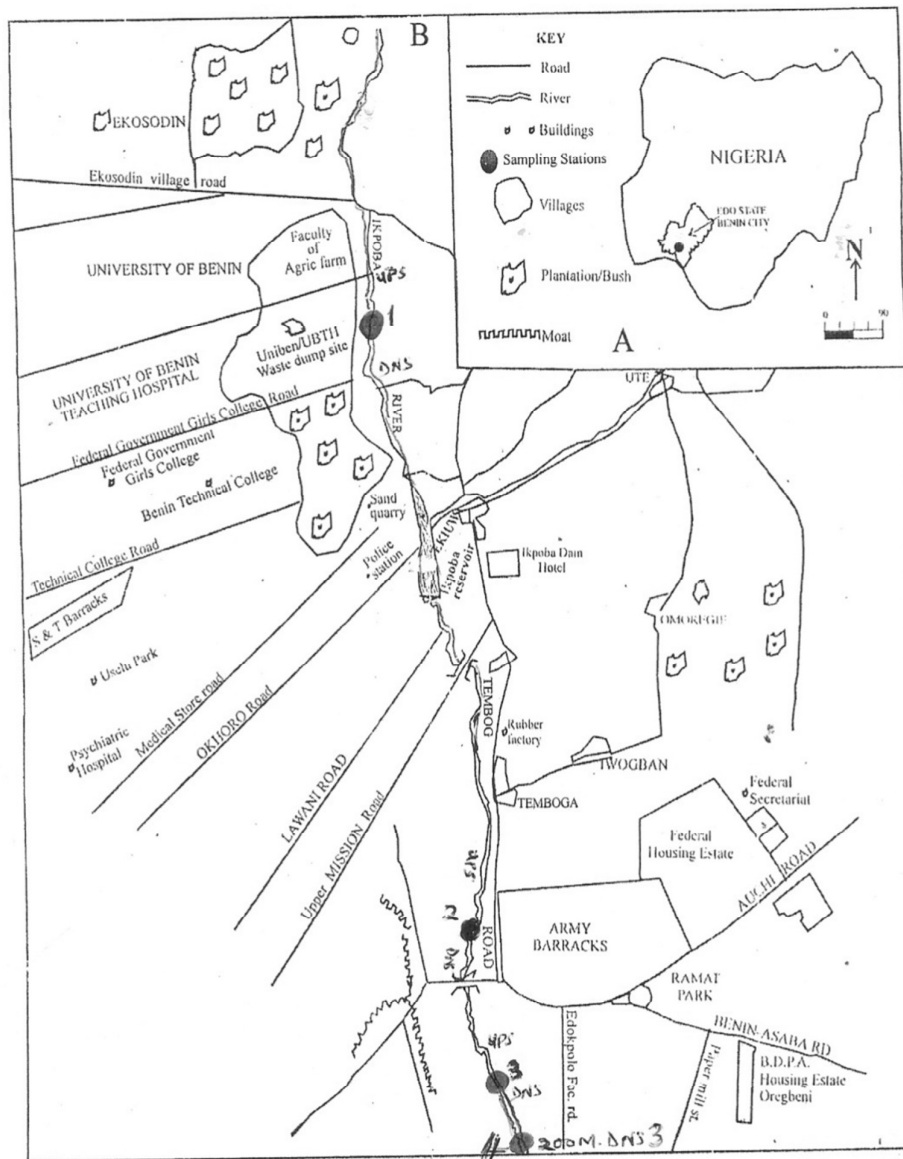 B
KEY
Road
River
Buildings
Sampling Stations
Villages
Plantation/Bush
Moat
A
NIGERIA
EDO STATE
BENIN CITY
N
0
90
EKOSODIN
Ekosodin village road
IKPOBA
RIVER
Faculty
of
Agric farm
UNIVERSITY OF BENIN
UPS
1
DNS
Uniben/UBTH
Waste dump site
UNIVERSITY OF BENIN
TEACHING HOSPITAL
Federal Government Girls College Road
Federal Government
Girls College
Benin Technical College
Technical College Road
S & T Barracks
Uselu Park
Psychiatric
Hospital
Medical Store road
OKHORO Road
LAWANI ROAD
Upper MISSION Road
Sand
quarry
Police
station
Ikpoba reservoir
UTE
Ikpoba Dam
Hotel
OMOREGIE
TEMBOG
ROAD
Rubber
factory
TWOGBAN
TEMBOGA
Federal
Secretariat
Federal
Housing Estate
AUCHI ROAD
UPS
2
DNS
ARMY
BARRACKS
RAMAT
PARK
BENIN-ASABA RD
Edokpolo Fac. rd.
Paper mill st.
B.D.P.A.
Housing Estate
Oregbeni
UPS
3
DNS
4
200M. DNS 3